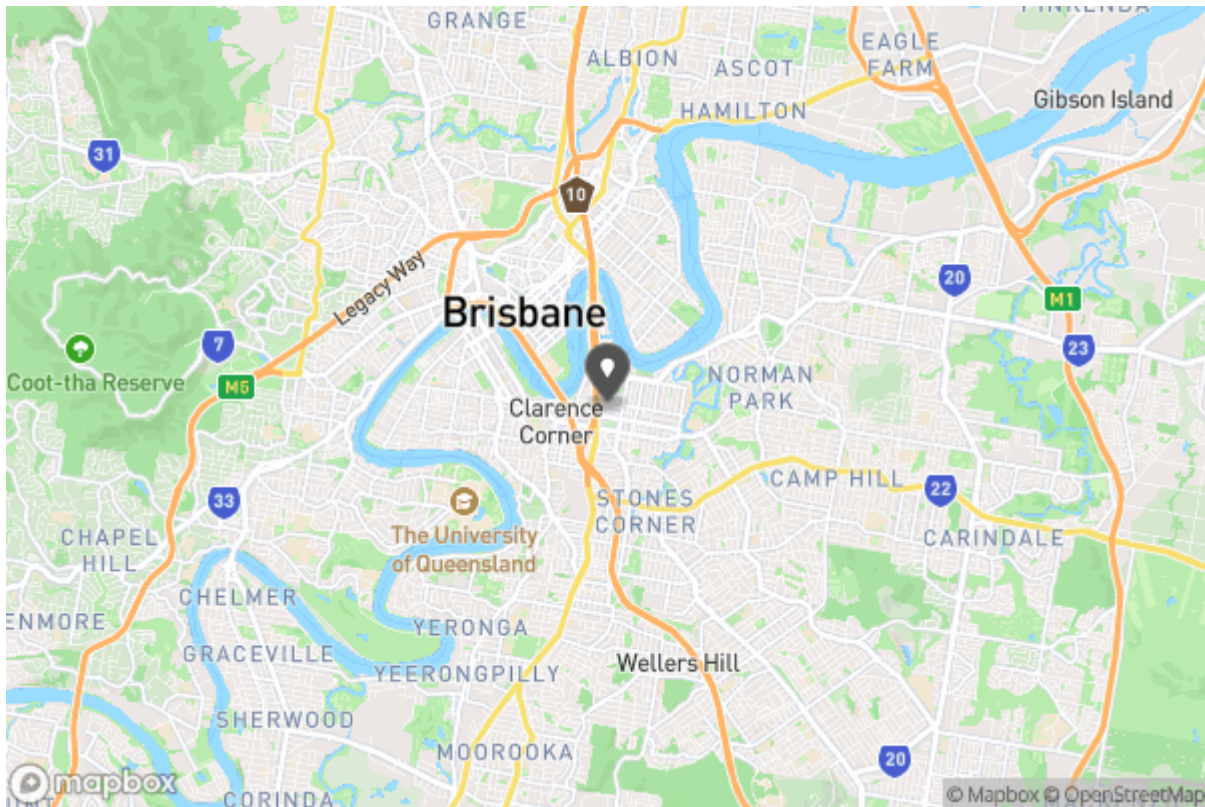 GRANGE
PINKENDA
ALBION
ASCOT
EAGLE
FARM
HAMILTON
Gibson Island
31
10
Legacy Way
20
M1
Brisbane
7
23
Coot-tha Reserve
M5
NORMAN
PARK
Clarence
Corner
CAMP HILL
22
33
STONES
CORNER
The University
of Queensland
CARINDALE
CHAPEL
HILL
CHELMER
ENMORE
YERONGA
GRACEVILLE
YEERONGPILLY
Wellers Hill
SHERWOOD
MOOROOKA
20
mapbox
CORINDA
© Mapbox © OpenStreetMap